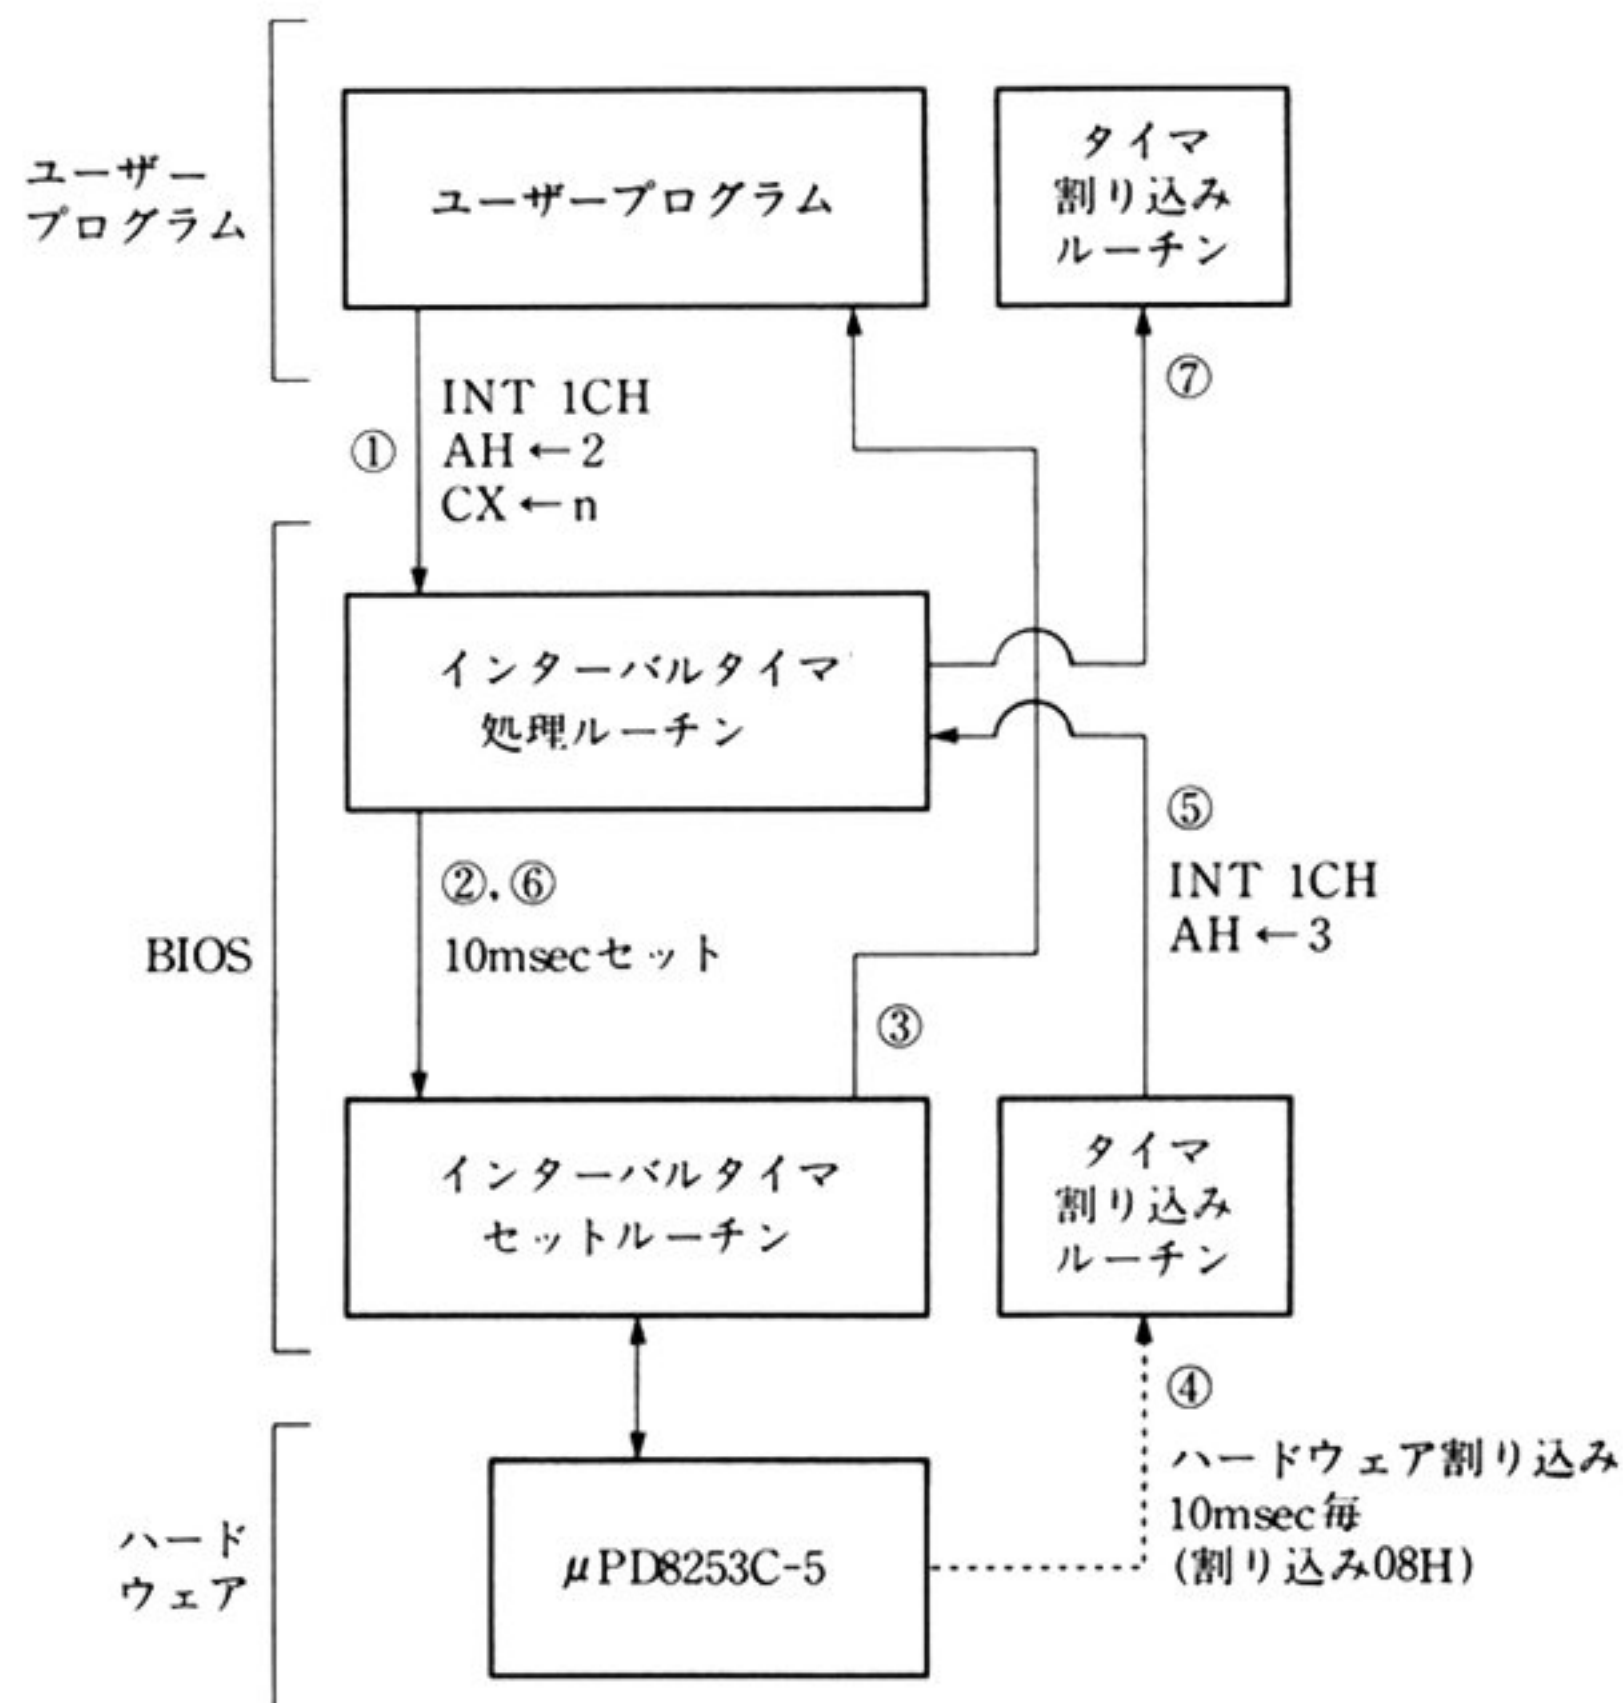 ユーザー
プログラム
ユーザープログラム
タイマ
割り込み
ルーチン
①
INT 1CH
AH←2
CX←n
⑦
BIOS
インターバルタイマ
処理ルーチン
②,⑥
10msecセット
③
⑤
INT 1CH
AH←3
インターバルタイマ
セットルーチン
タイマ
割り込み
ルーチン
④
ハードウェア割り込み
10msec毎
(割り込み08H)
ハード
ウェア
μPD8253C-5